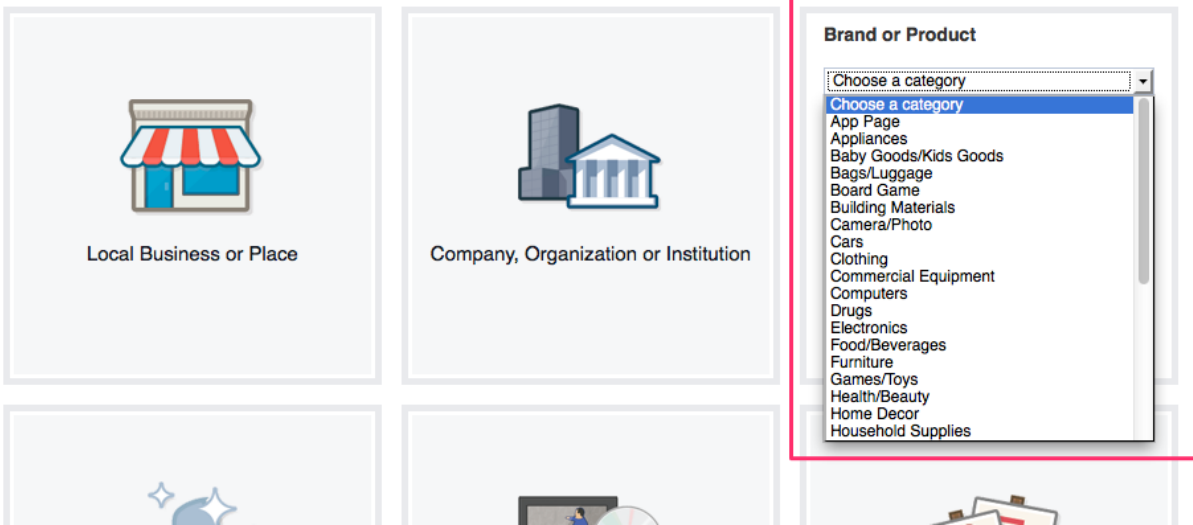 Local Business or Place
Company, Organization or Institution
Brand or Product
Choose a category
Choose a category
App Page
Appliances
Baby Goods/Kids Goods
Bags/Luggage
Board Game
Building Materials
Camera/Photo
Cars
Clothing
Commercial Equipment
Computers
Drugs
Electronics
Food/Beverages
Furniture
Games/Toys
Health/Beauty
Home Decor
Household Supplies